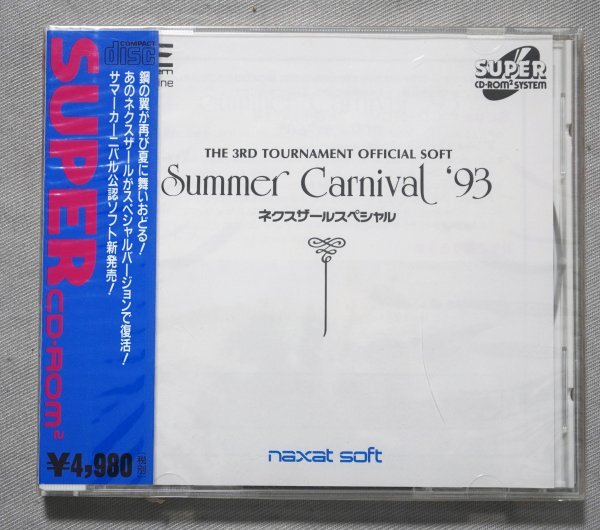 COMPACT
disc
SUPER
CD-ROM²
鋼の翼が再び夏に舞いおどる!
あのネクスザールがスペシャルバージョンで復活!
サマーカーニバル公認ソフト新発売!
¥4,980
税別
SUPER
CD-ROM² SYSTEM
THE 3RD TOURNAMENT OFFICIAL SOFT
Summer Carnival '93
ネクスザールスペシャル
naxat soft